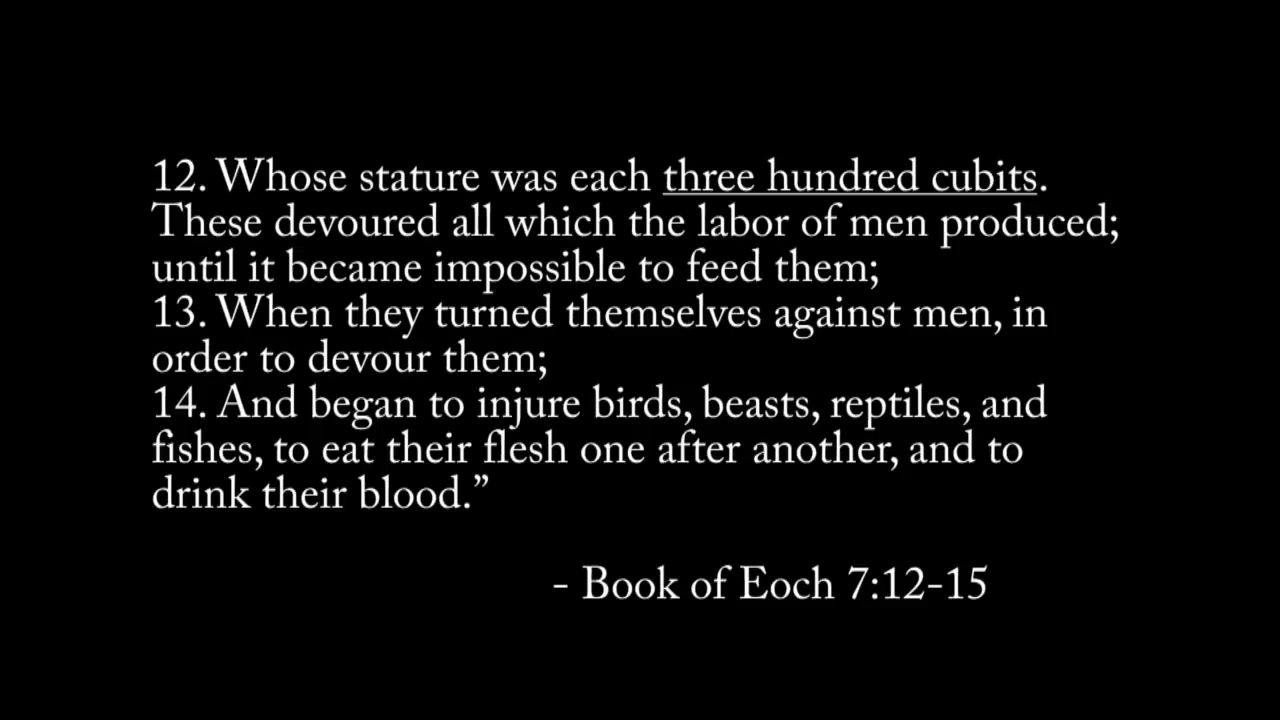 12. Whose stature was each three hundred cubits.
These devoured all which the labor of men produced;
until it became impossible to feed them;
13. When they turned themselves against men, in
order to devour them;
14. And began to injure birds, beasts, reptiles, and
fishes, to eat their flesh one after another, and to
drink their blood.”
- Book of Eoch 7:12-15